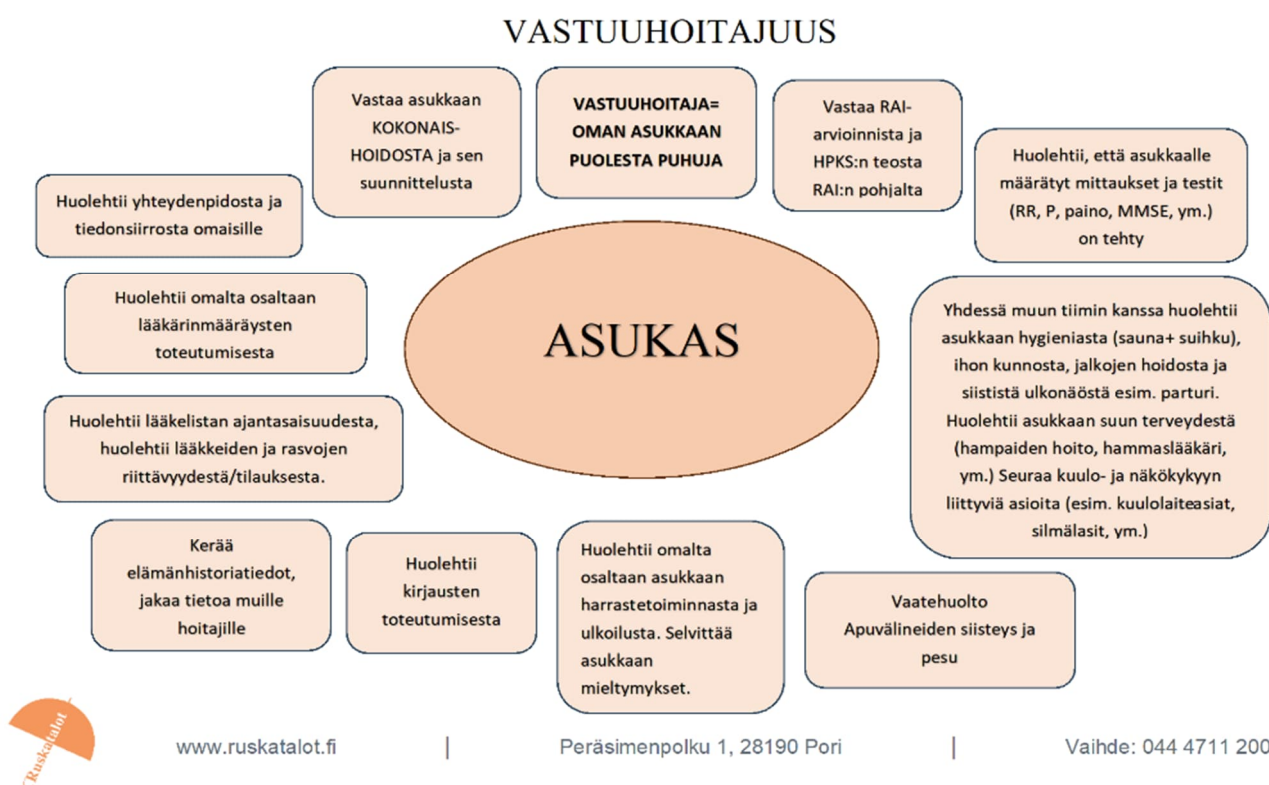 VASTUUHOITAJUUS
Vastaa asukkaan
KOKONAIS-
HOIDOSTA ja sen
suunnittelusta
VASTUUHOITAJA=
OMAN ASUKKAAN
PUOLESTA PUHUJA
Vastaa RAI-
arvioinnista ja
HPKS:n teosta
RAI:n pohjalta
Huolehtii, että asukkaalle
määrätyt mittaukset ja testit
(RR, P, paino, MMSE, ym.)
on tehty
Huolehtii yhteydenpidosta ja
tiedonsiirrosta omaisille
Huolehtii omalta osaltaan
lääkärinmääräysten
toteutumisesta
ASUKAS
Yhdessä muun tiimin kanssa huolehtii
asukkaan hygieniasta (sauna+ suihku),
ihon kunnosta, jalkojen hoidosta ja
siististä ulkonäöstä esim. parturi.
Huolehtii asukkaan suun terveydestä
(hampaiden hoito, hammaslääkäri,
ym.) Seuraa kuulo- ja näkökykyyn
liittyviä asioita (esim. kuulolaiteasiat,
silmälasit, ym.)
Huolehtii lääkelistan ajantasaisuudesta,
huolehtii lääkkeiden ja rasvojen
riittävyydestä/tilauksesta.
Kerää
elämänhistoriatiedot,
jakaa tietoa muille
hoitajille
Huolehtii
kirjausten
toteutumisesta
Huolehtii omalta
osaltaan asukkaan
harrastetoiminnasta ja
ulkoilusta. Selvittää
asukkaan
mieltymykset.
Vaatehuolto
Apuvälineiden siisteys ja
pesu
Ruskatalot
www.ruskatalot.fi | Peräsimenpolku 1, 28190 Pori | Vaihde: 044 4711 200